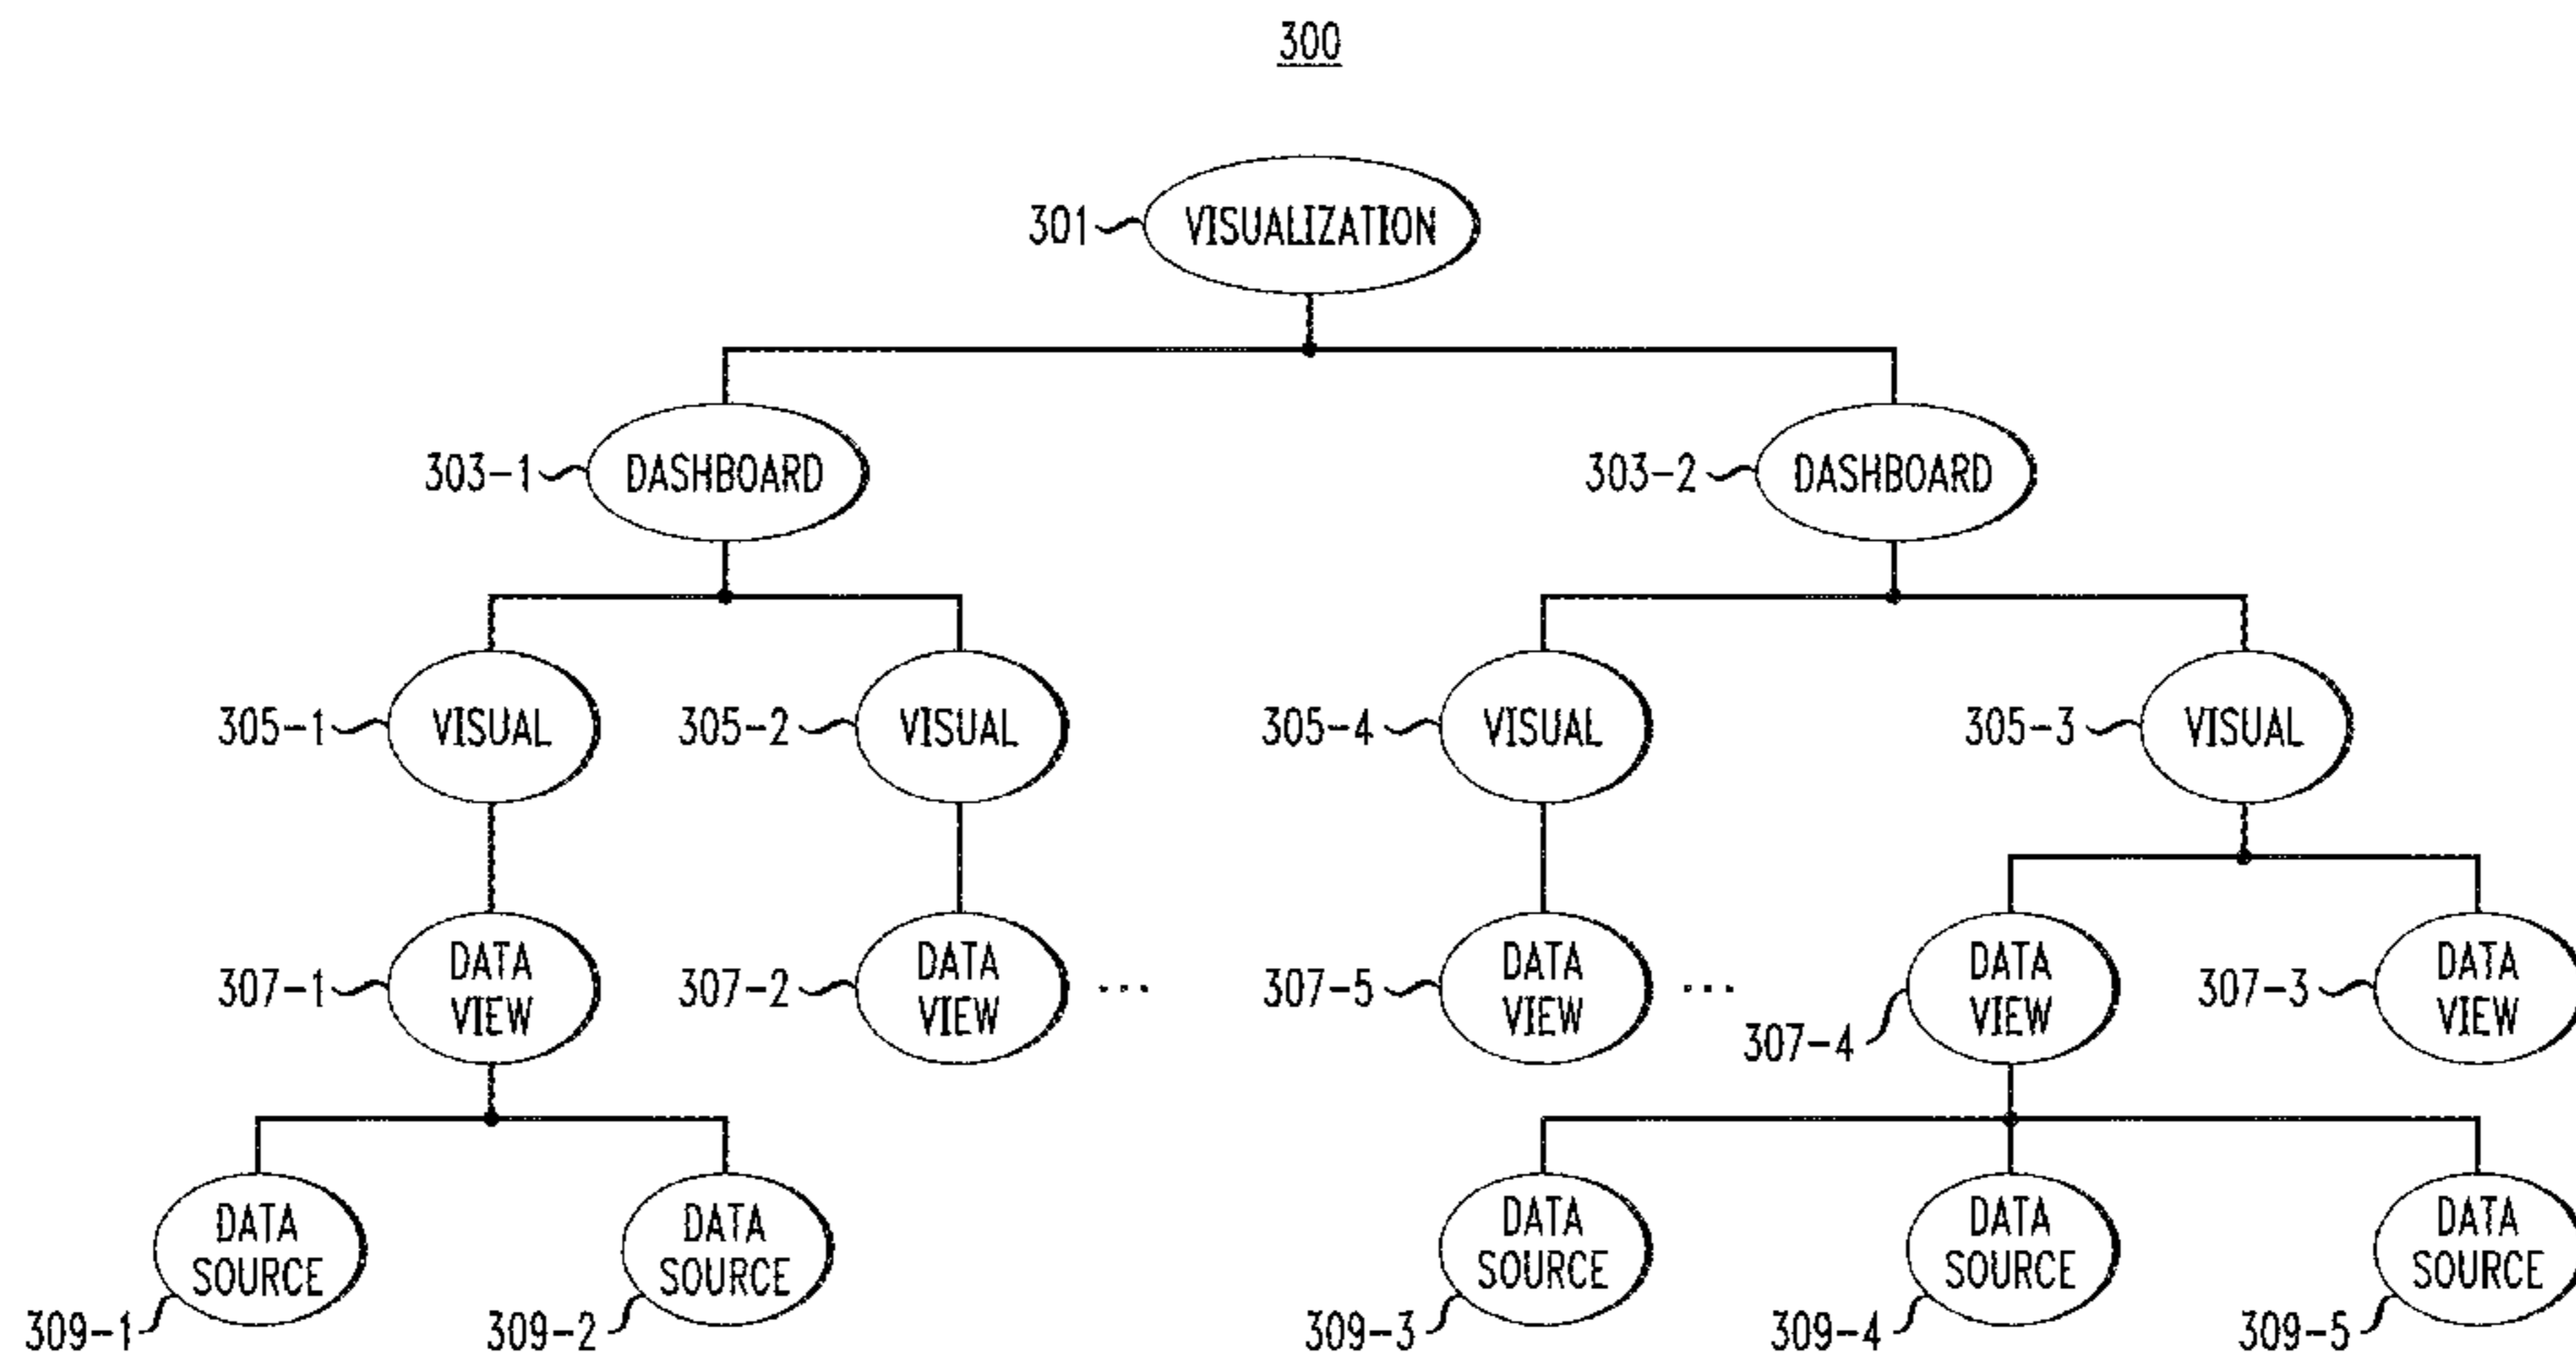 300
301 VISUALIZATION
303-1 DASHBOARD
303-2 DASHBOARD
305-1 VISUAL
305-2 VISUAL
305-4 VISUAL
305-3 VISUAL
307-1 DATA VIEW
307-2 DATA VIEW ...
307-5 DATA VIEW ...
307-4 DATA VIEW
307-3 DATA VIEW
309-1 DATA SOURCE
309-2 DATA SOURCE
309-3 DATA SOURCE
309-4 DATA SOURCE
309-5 DATA SOURCE